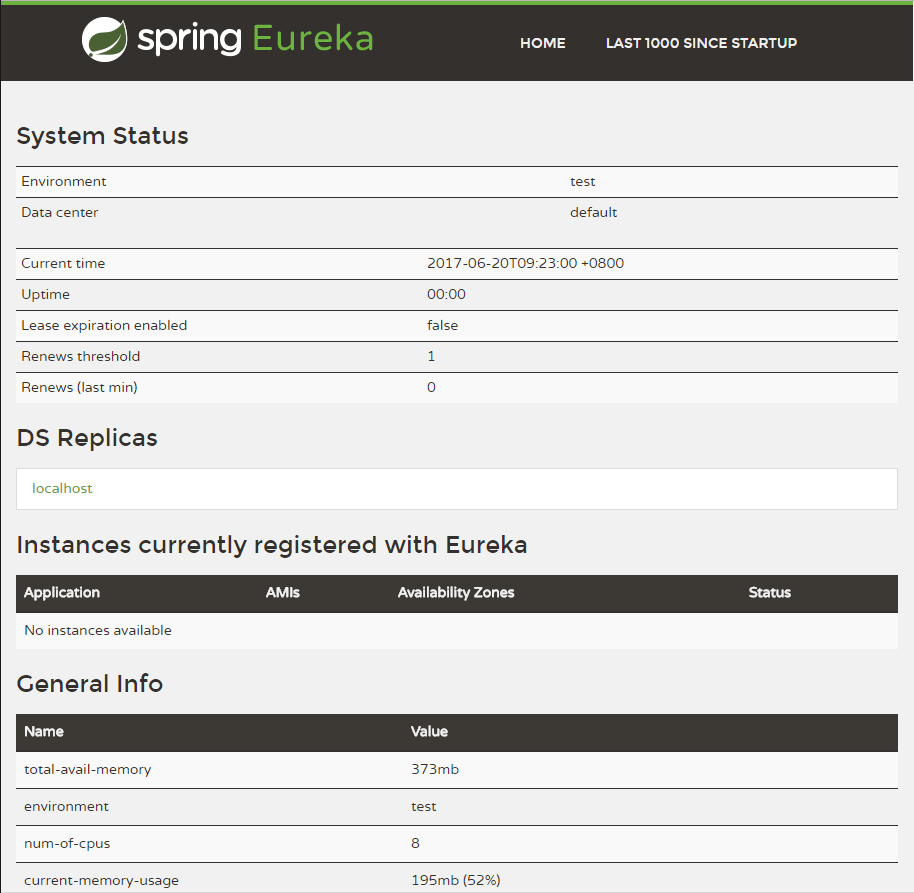 spring Eureka HOME LAST 1000 SINCE STARTUP
System Status
Environment test
Data center default
Current time 2017-06-20T09:23:00 +0800
Uptime 00:00
Lease expiration enabled false
Renews threshold 1
Renews (last min) 0
DS Replicas
localhost
Instances currently registered with Eureka
Application AMIs Availability Zones Status
No instances available
General Info
Name Value
total-avail-memory 373mb
environment test
num-of-cpus 8
current-memory-usage 195mb (52%)